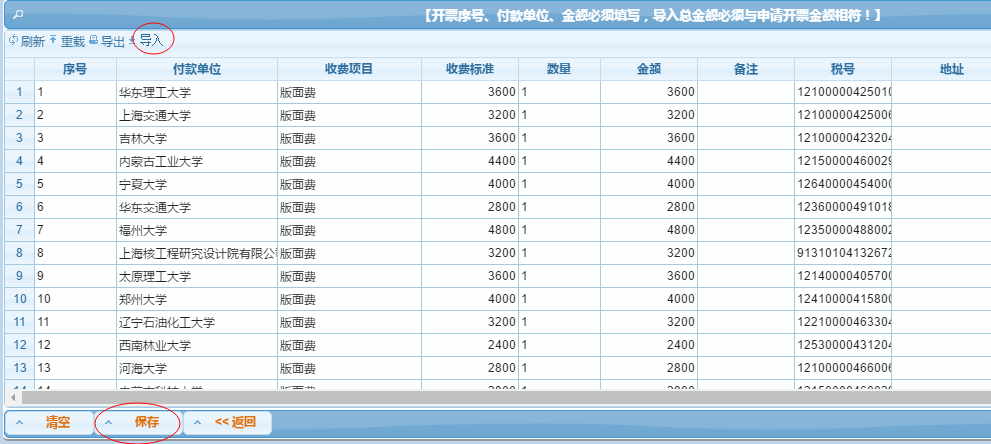 【开票序号、付款单位、金额必须填写，导入总金额必须与申请开票金额相符！】
刷新 重载 导出 导入
序号 付款单位 收费项目 收费标准 数量 金额 备注 税号 地址
1 1 华东理工大学 版面费 3600 1 3600 12100000425010
2 2 上海交通大学 版面费 3200 1 3200 12100000425006
3 3 吉林大学 版面费 3600 1 3600 12100000423204
4 4 内蒙古工业大学 版面费 4400 1 4400 12150000460029
5 5 宁夏大学 版面费 4000 1 4000 12640000454000
6 6 华东交通大学 版面费 2800 1 2800 12360000491018
7 7 福州大学 版面费 4800 1 4800 12350000488002
8 8 上海核工程研究设计院有限公 版面费 3200 1 3200 91310104132672
9 9 太原理工大学 版面费 3600 1 3600 12140000405700
10 10 郑州大学 版面费 4000 1 4000 12410000415800
11 11 辽宁石油化工大学 版面费 3200 1 3200 12210000463304
12 12 西南林业大学 版面费 2400 1 2400 12530000431204
13 13 河海大学 版面费 2800 1 2800 12100000466006
清空 保存 << 返回